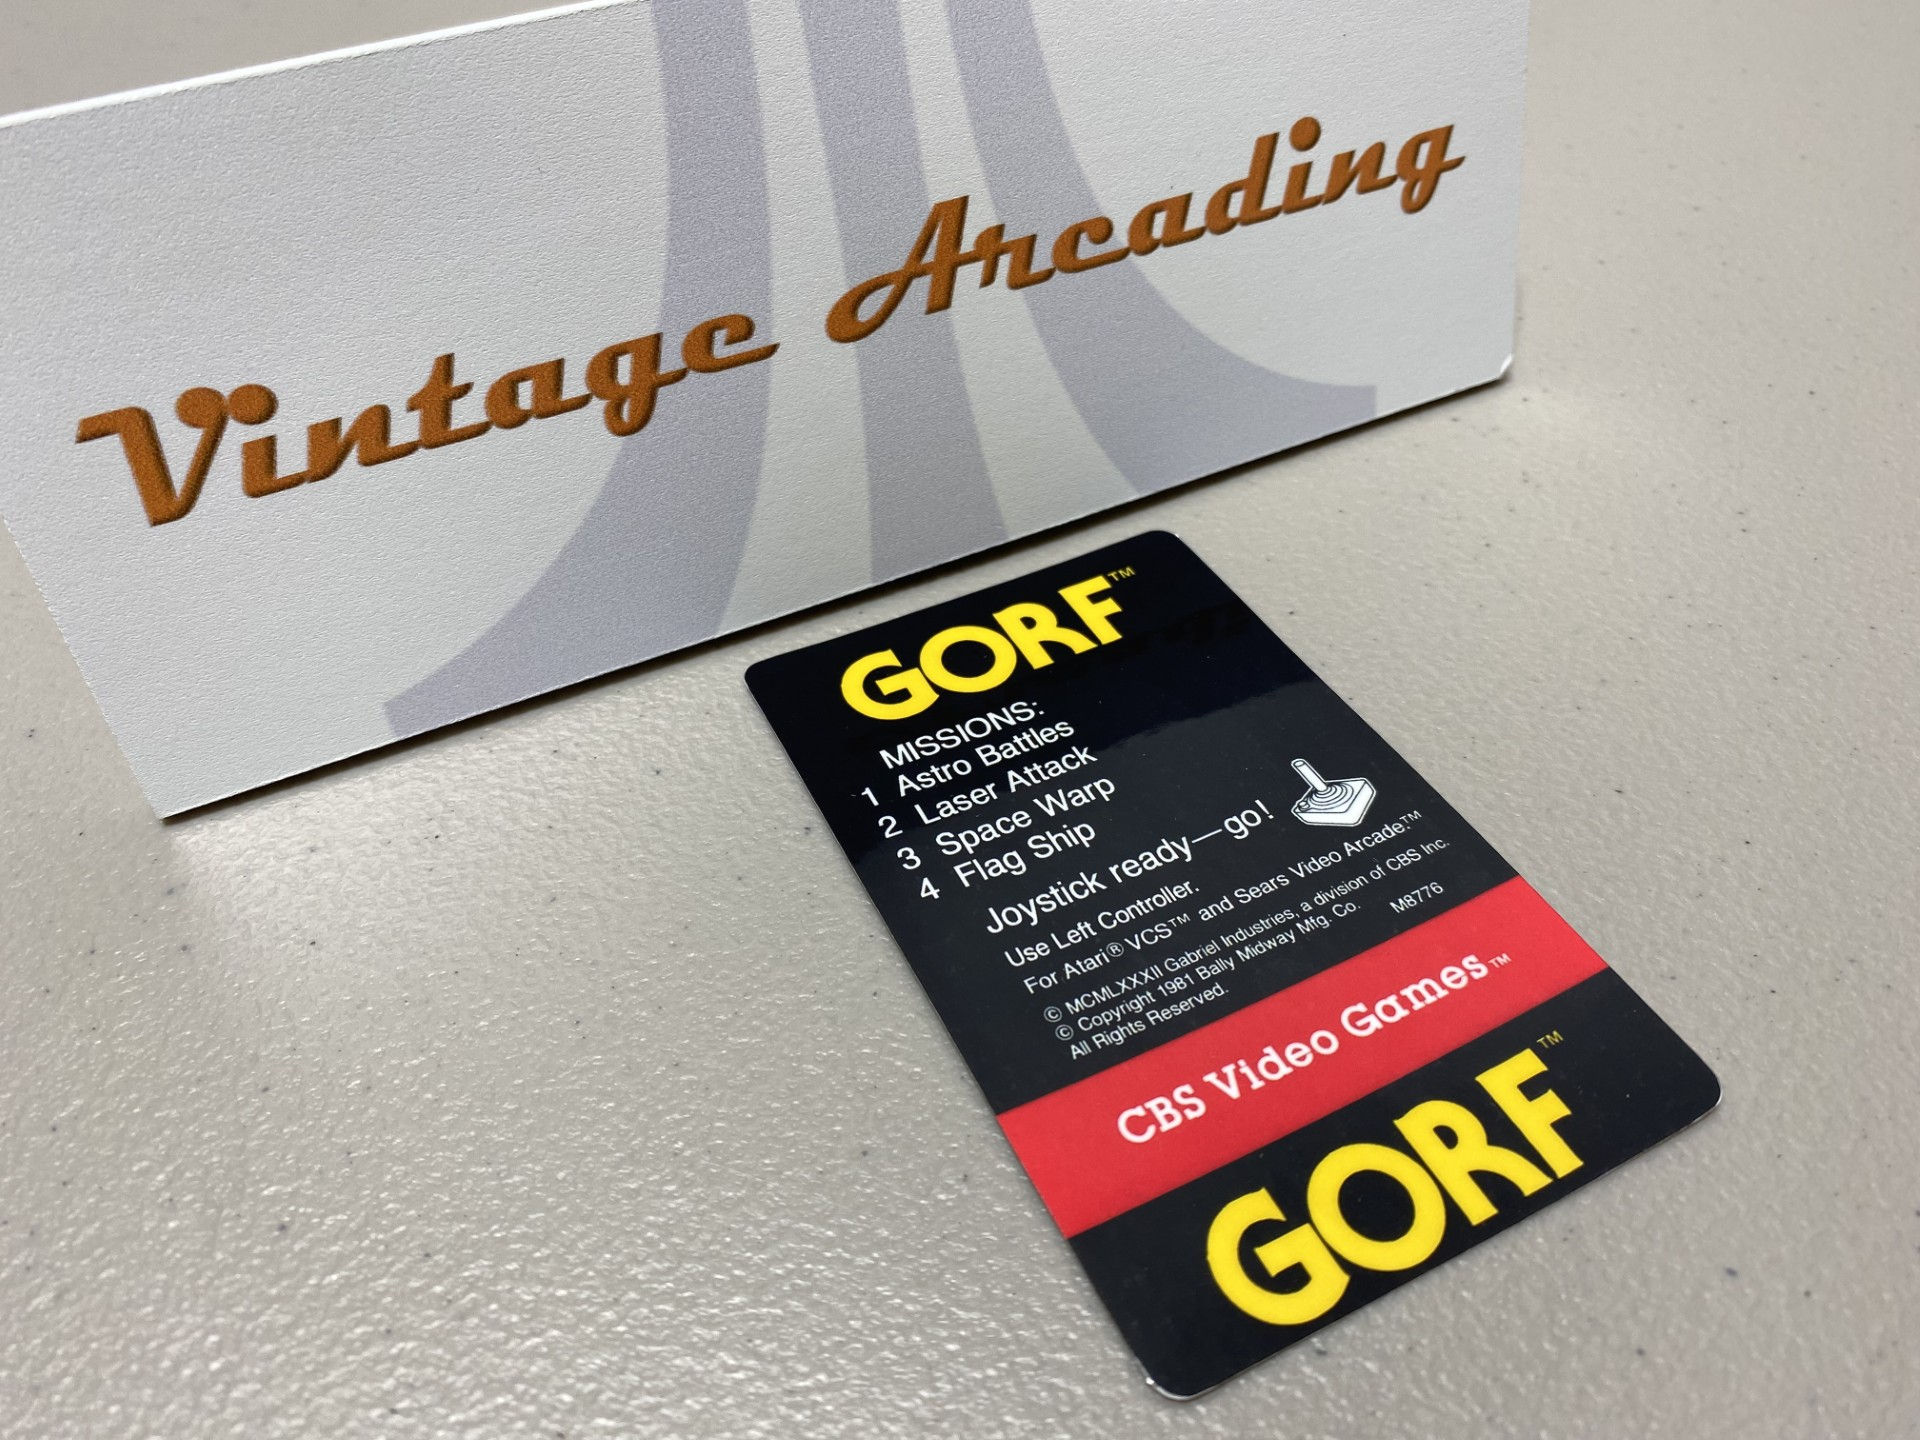 Vintage Arcading
GORF™
MISSIONS:
1 Astro Battles
2 Laser Attack
3 Space Warp
4 Flag Ship
Joystick ready—go!
Use Left Controller.
For Atari® VCS™ and Sears Video Arcade.™
© MCMLXXXII Gabriel Industries, a division of CBS Inc.
© Copyright 1981 Bally Midway Mfg. Co. M8776
All Rights Reserved.
CBS Video Games™
GORF™